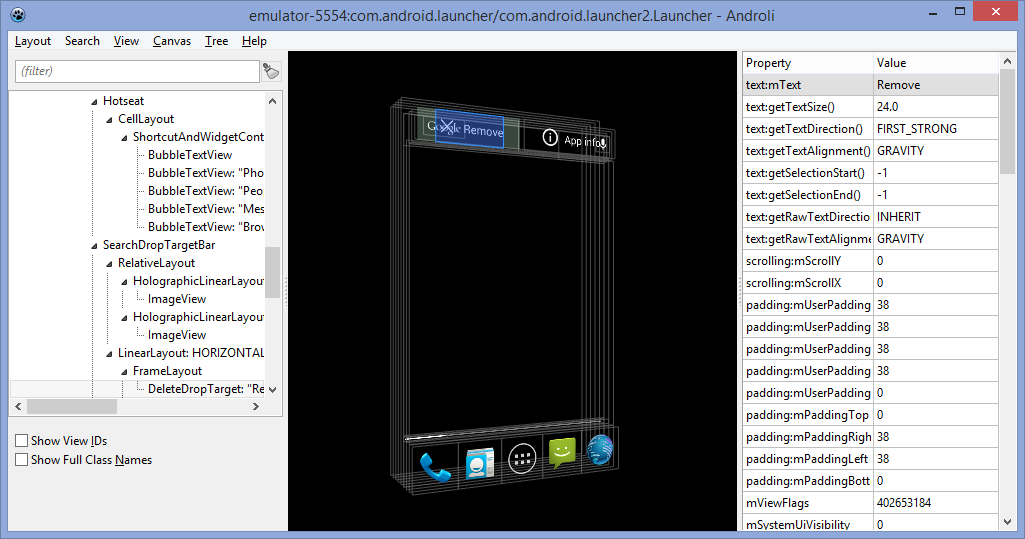 emulator-5554:com.android.launcher/com.android.launcher2.Launcher - Androli
Layout Search View Canvas Tree Help
(filter)
Hotseat
CellLayout
ShortcutAndWidgetCont
BubbleTextView
BubbleTextView: "Pho
BubbleTextView: "Peo
BubbleTextView: "Mes
BubbleTextView: "Brow
SearchDropTargetBar
RelativeLayout
HolographicLinearLayout
ImageView
HolographicLinearLayout
ImageView
LinearLayout: HORIZONTAL
FrameLayout
DeleteDropTarget: "Re
Show View IDs
Show Full Class Names
Google Remove
App info
Property Value
text:mText Remove
text:getTextSize() 24.0
text:getTextDirection() FIRST_STRONG
text:getTextAlignment() GRAVITY
text:getSelectionStart() -1
text:getSelectionEnd() -1
text:getRawTextDirectio INHERIT
text:getRawTextAlignme GRAVITY
scrolling:mScrollY 0
scrolling:mScrollX 0
padding:mUserPadding 38
padding:mUserPadding 38
padding:mUserPadding 38
padding:mUserPadding 38
padding:mUserPadding 0
padding:mPaddingTop 0
padding:mPaddingRigh 38
padding:mPaddingLeft 38
padding:mPaddingBott 0
mViewFlags 402653184
mSystemUiVisibility 0